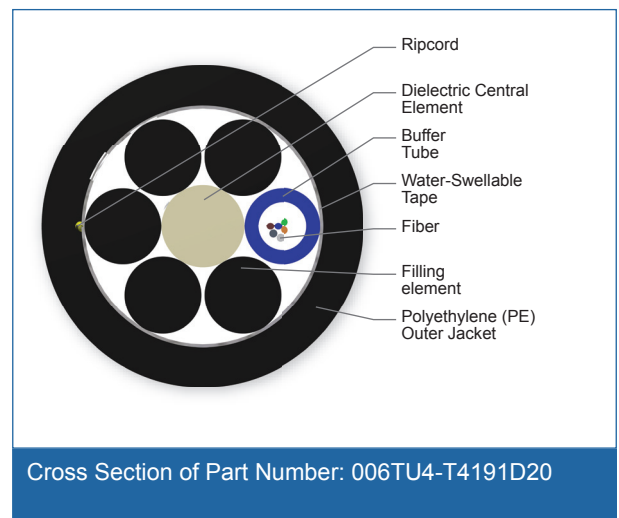 Ripcord
Dielectric Central
Element
Buffer
Tube
Water-Swellable
Tape
Fiber
Filling
element
Polyethylene (PE)
Outer Jacket
Cross Section of Part Number: 006TU4-T4191D20